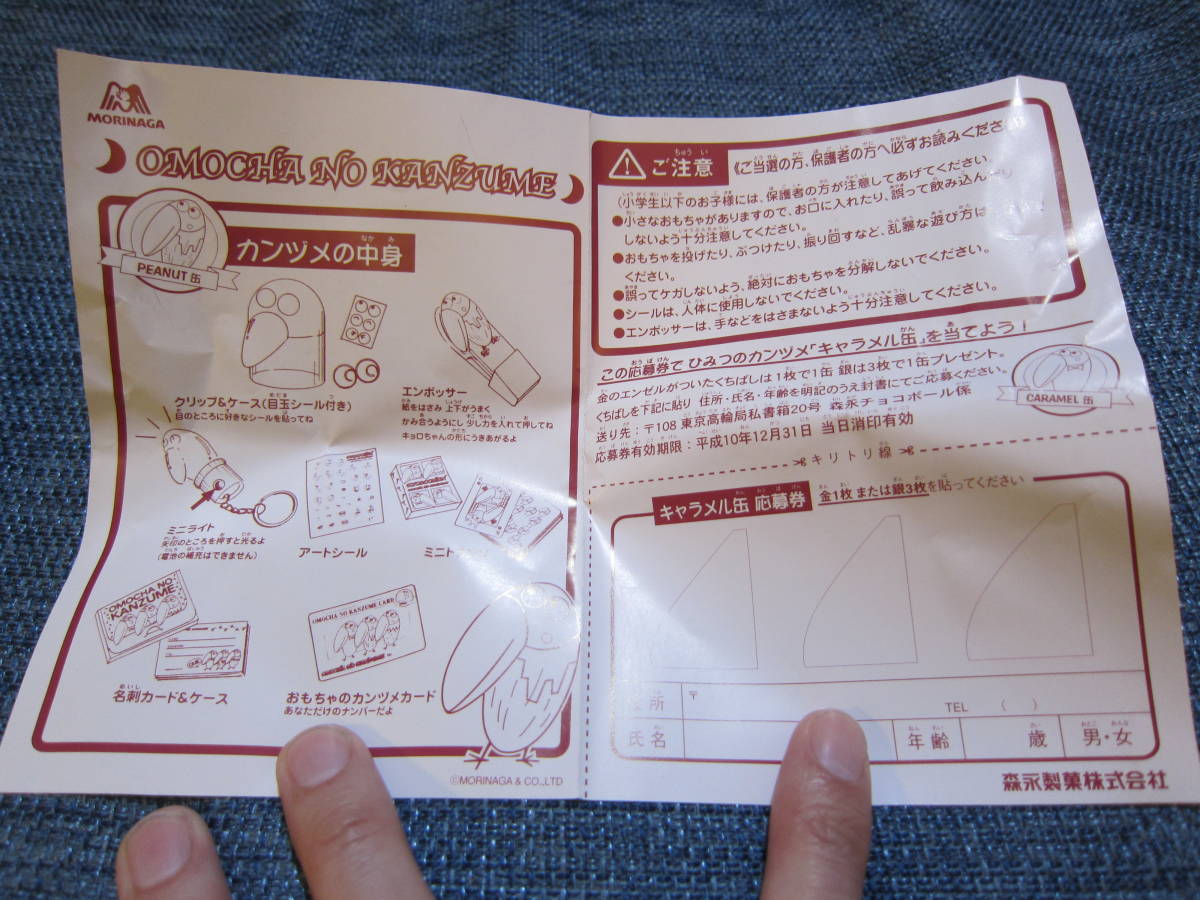 MORINAGA
OMOCHA NO KANZUME
PEANUT 缶
カンヅメの中身
クリップ&ケース(目玉シール付き)
目のところに好きなシールを貼ってね
エンボッサー
紙をはさみ 上下がうまく
かみ合うようにし 少し力を入れて押してね
キョロちゃんの形にうきあがるよ
ミニライト
矢印のところを押すと光るよ
(電池の補充はできません)
アートシール
ミニト
OMOCHA NO
KANZUME
OMOCHA NO KANZUME CARD
名刺カード&ケース
おもちゃのカンヅメカード
あなただけのナンバーだよ
©MORINAGA & CO.,LTD
ご注意
《ご当選の方、保護者の方へ必ずお読みくださ
(小学生以下のお子様には、保護者の方が注意してあげてください。
●小さなおもちゃがありますので、お口に入れたり、誤って飲み込んだり
しないよう十分注意してください。
●おもちゃを投げたり、ぶつけたり、振り回すなど、乱暴な遊び方は
ください。
●誤ってケガしないよう、絶対におもちゃを分解しないでください。
●シールは、人体に使用しないでください。
●エンボッサーは、手などをはさまないよう十分注意してください。
この応募券で ひみつのカンヅメ「キャラメル缶」を当てよう!
金のエンゼルがついたくちばしは 1枚で1缶 銀は3枚で1缶プレゼント。
くちばしを下記に貼り 住所・氏名・年齢を明記のうえ封書にてご応募ください。
送り先:〒108 東京高輪局私書箱20号 森永チョコボール係
応募券有効期限:平成10年12月31日 当日消印有効
CARAMEL 缶
キリトリ線
キャラメル缶 応募券 金1枚 または 銀3枚を貼ってください
所 〒 TEL ( )
氏名 年齢 歳 男・女
森永製菓株式会社